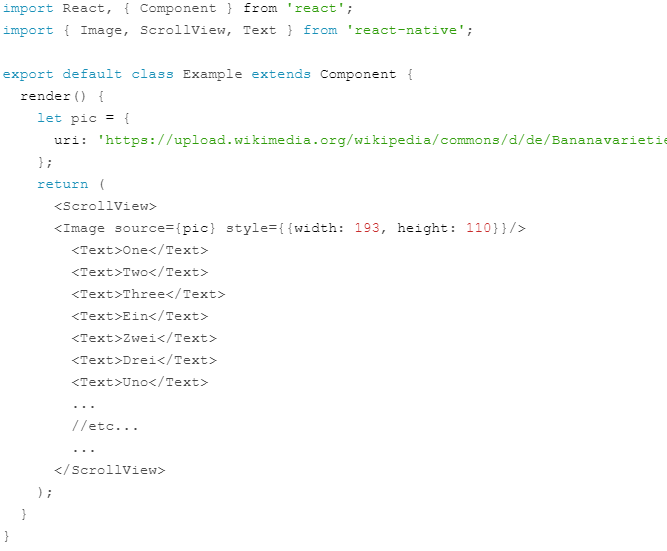 import React, { Component } from 'react';
import { Image, ScrollView, Text } from 'react-native';

export default class Example extends Component {
  render() {
    let pic = {
      uri: 'https://upload.wikimedia.org/wikipedia/commons/d/de/Bananavarietie
    };
    return (
      <ScrollView>
      <Image source={pic} style={{width: 193, height: 110}}/>
        <Text>One</Text>
        <Text>Two</Text>
        <Text>Three</Text>
        <Text>Ein</Text>
        <Text>Zwei</Text>
        <Text>Drei</Text>
        <Text>Uno</Text>
        ...
        //etc...
        ...
      </ScrollView>
    );
  }
}